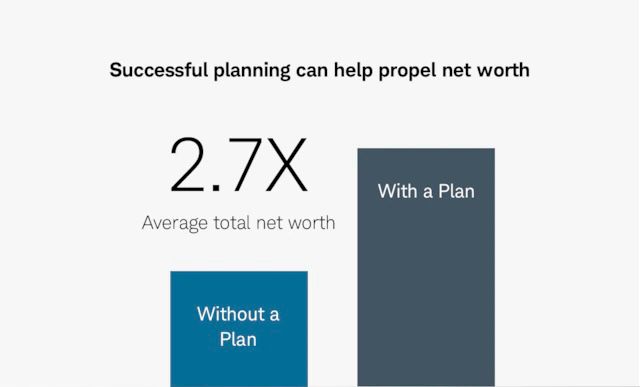 Successful planning can help propel net worth
2.7X
Average total net worth
With a Plan
Without a
Plan